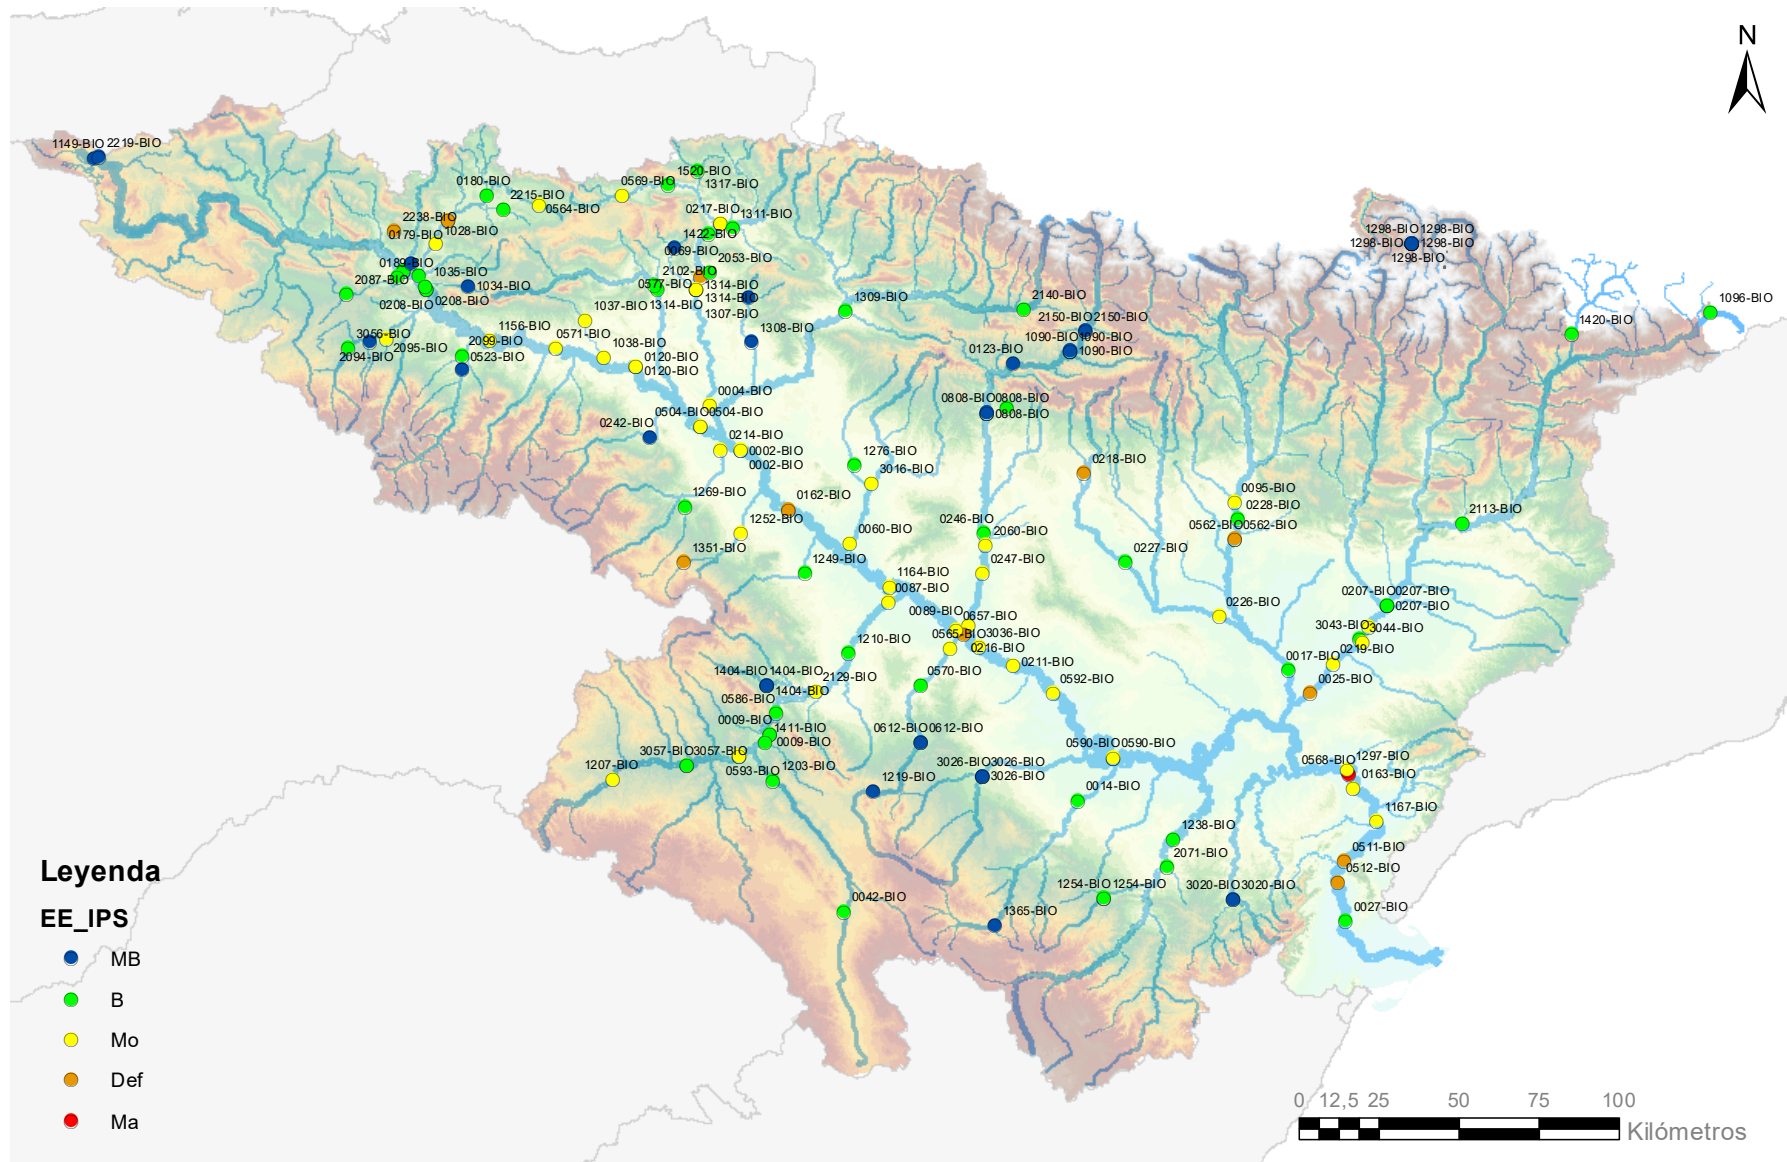 N
1149-BIO 2219-BIO
0180-BIO
2215-BIO
0564-BIO
0569-BIO
1520-BIO
1317-BIO
2238-BIO
0179-BIO
1028-BIO
0217-BIO
1311-BIO
1422-BIO
0069-BIO
2053-BIO
1298-BIO 1298-BIO
1298-BIO 1298-BIO
1298-BIO
0189-BIO
2087-BIO
1035-BIO
1034-BIO
0208-BIO
0208-BIO
2102-BIO
0577-BIO
1314-BIO
1314-BIO
1037-BIO
1314-BIO
1307-BIO
1309-BIO
2140-BIO
2150-BIO 2150-BIO
1090-BIO 1090-BIO
1090-BIO
1096-BIO
1420-BIO
3056-BIO
2094-BIO
2095-BIO
1156-BIO
2099-BIO
0523-BIO
0571-BIO
1038-BIO
0120-BIO
0120-BIO
1308-BIO
0123-BIO
0004-BIO
0504-BIO 0504-BIO
0808-BIO 0808-BIO
0808-BIO
0242-BIO
0214-BIO
0002-BIO
0002-BIO
1276-BIO
3016-BIO
0218-BIO
1269-BIO
0162-BIO
1252-BIO
0095-BIO
0228-BIO
0562-BIO 0562-BIO
2113-BIO
0246-BIO
2060-BIO
0060-BIO
1351-BIO
1249-BIO
0247-BIO
0227-BIO
1164-BIO
0087-BIO
0207-BIO 0207-BIO
0207-BIO
0226-BIO
0089-BIO
0657-BIO
0565-BIO
3036-BIO
0216-BIO
3043-BIO
3044-BIO
0219-BIO
1210-BIO
0211-BIO
0017-BIO
1404-BIO 1404-BIO
1404-BIO
2129-BIO
0570-BIO
0592-BIO
0025-BIO
0586-BIO
0009-BIO
1411-BIO
0009-BIO
0612-BIO 0612-BIO
0590-BIO 0590-BIO
3057-BIO 3057-BIO
1207-BIO
0593-BIO
1203-BIO
1219-BIO
3026-BIO 3026-BIO
3026-BIO
0568-BIO
1297-BIO
0163-BIO
0014-BIO
1167-BIO
1238-BIO
2071-BIO
0511-BIO
0512-BIO
1254-BIO 1254-BIO
3020-BIO 3020-BIO
0042-BIO
1365-BIO
0027-BIO
Leyenda
EE_IPS
MB
B
Mo
Def
Ma
0 12,5 25 50 75 100
Kilómetros